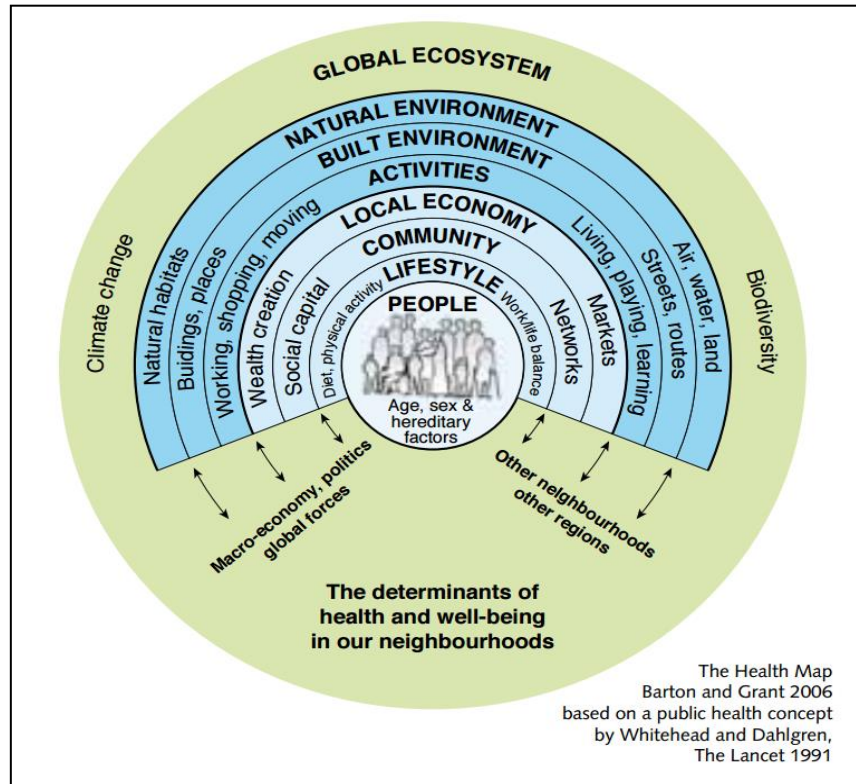 GLOBAL ECOSYSTEM
NATURAL ENVIRONMENT
BUILT ENVIRONMENT
ACTIVITIES
LOCAL ECONOMY
COMMUNITY
LIFESTYLE
PEOPLE
Age, sex &
hereditary
factors
Climate change
Natural habitats
Buidings, places
Working, shopping, moving
Wealth creation
Social capital
Diet, physical activity
Work/life balance
Networks
Markets
Living, playing, learning
Streets, routes
Air, water, land
Biodiversity
Macro-economy, politics
global forces
Other neighbourhoods
other regions
The determinants of
health and well-being
in our neighbourhoods
The Health Map
Barton and Grant 2006
based on a public health concept
by Whitehead and Dahlgren,
The Lancet 1991